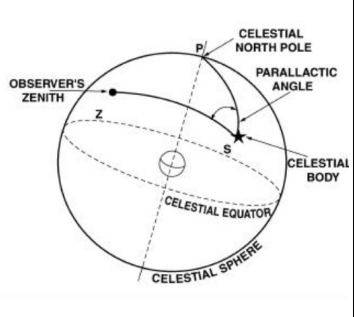 CELESTIAL
NORTH POLE
P
PARALLACTIC
ANGLE
OBSERVER'S
ZENITH
Z
S
CELESTIAL
BODY
CELESTIAL EQUATOR
CELESTIAL SPHERE